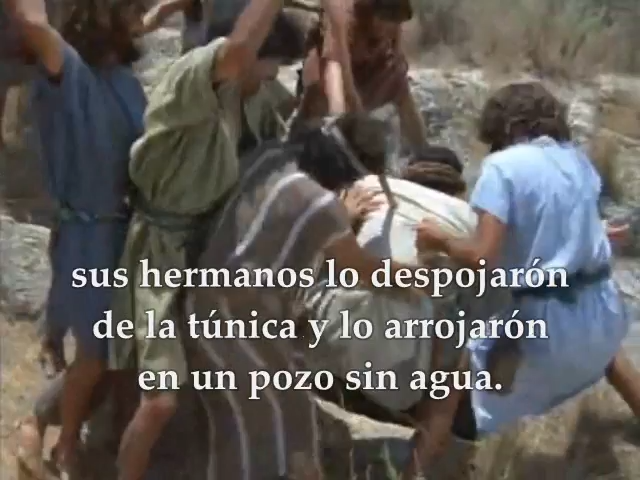 sus hermanos lo despojarón
de la túnica y lo arrojarón
en un pozo sin agua.